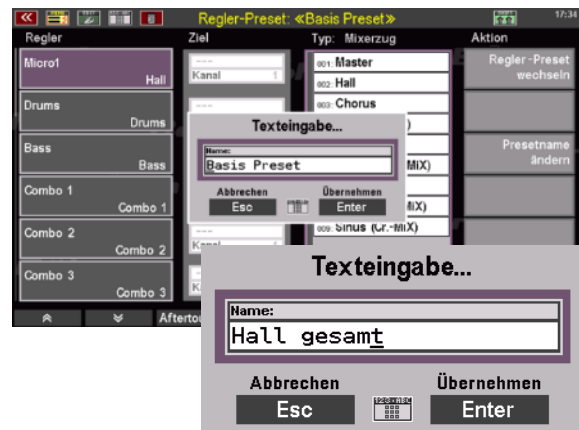 Regler-Preset: «Basis Preset»
17:34
Regler
Ziel
Typ: Mixerzug
Aktion
Micro1
Hall
---
Kanal 1
001: Master
002: Hall
003: Chorus
Regler-Preset
wechseln
Drums
Drums
---
Bass
Bass
MiX)
Presetname
ändern
Combo 1
Combo 1
MiX)
Combo 2
Combo 2
---
Kanal
009: Sinus (Cr.-MiX)
Combo 3
Combo 3
Texteingabe...
Name:
Basis Preset
Abbrechen
Übernehmen
Esc
Enter
Texteingabe...
Name:
Hall gesamt
Abbrechen
Übernehmen
Esc
Enter